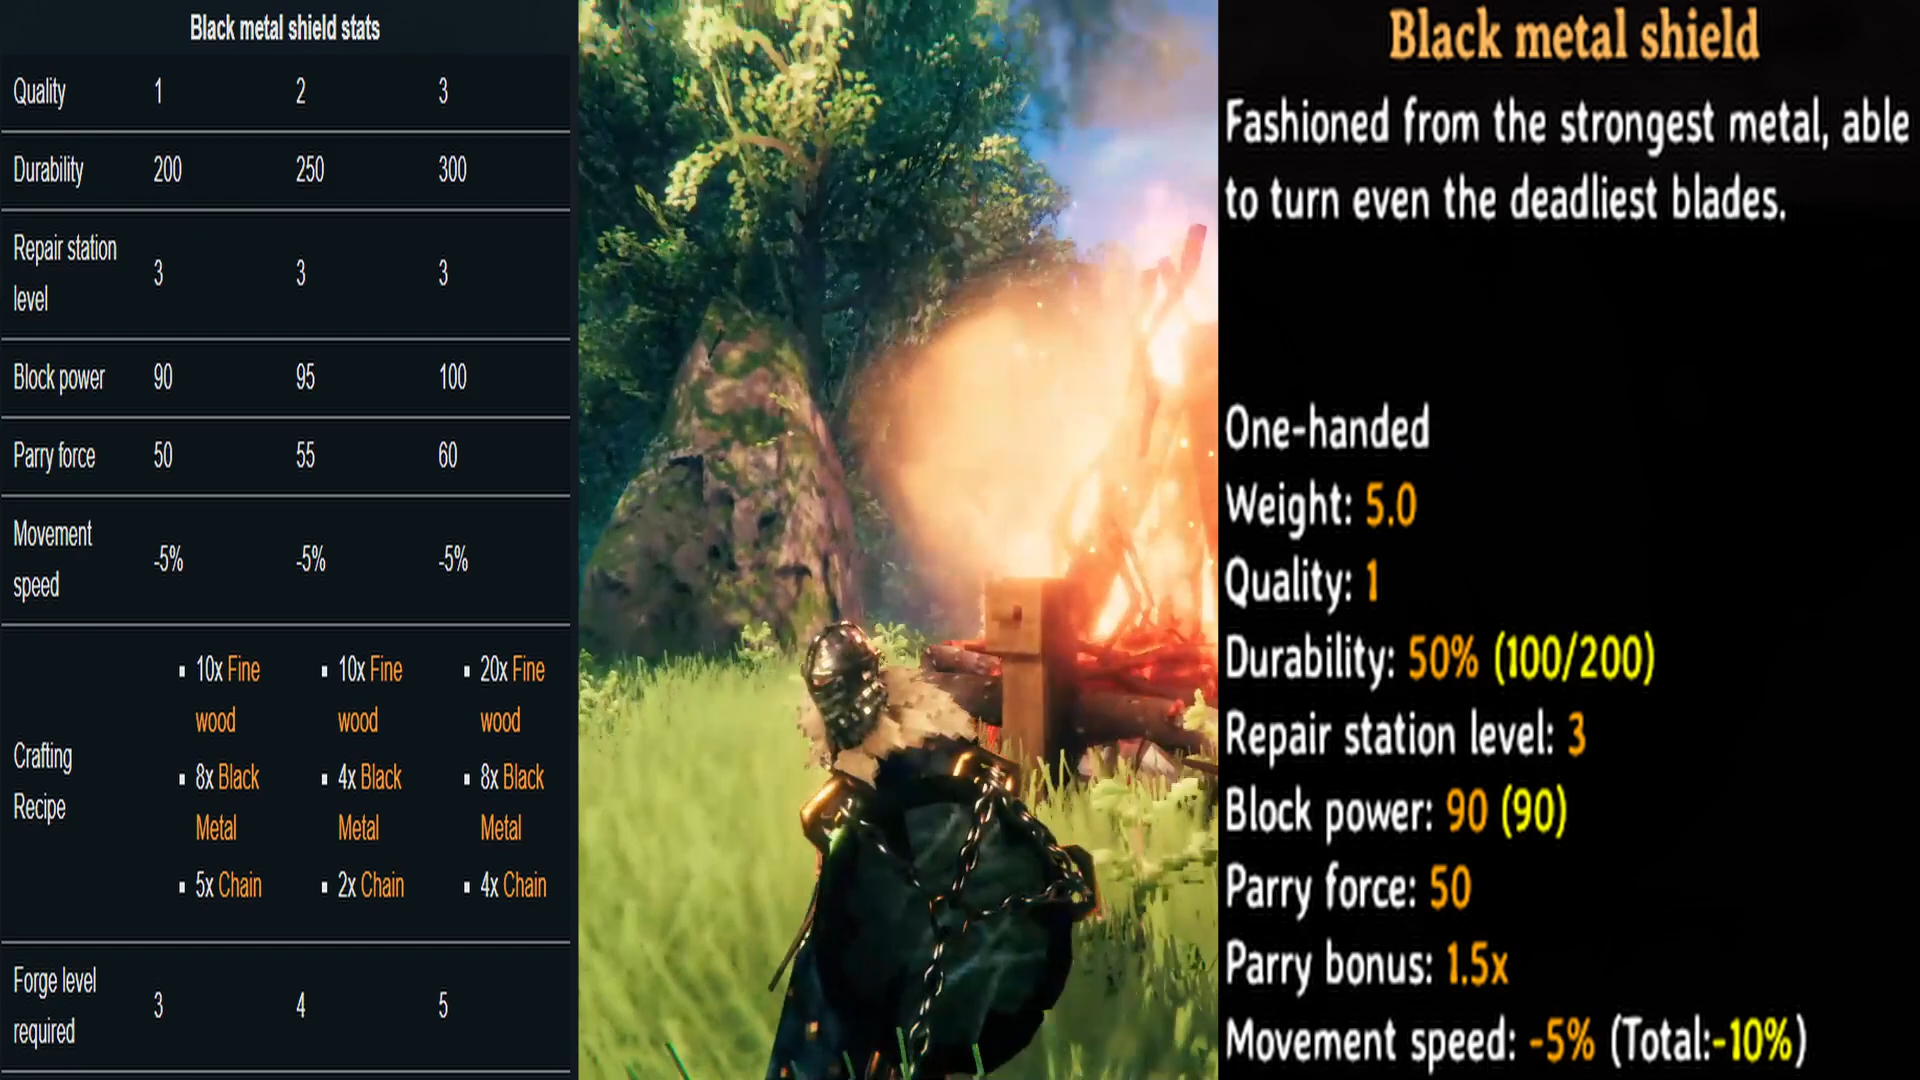 Black metal shield stats
Quality 1 2 3
Durability 200 250 300
Repair station
level 3 3 3
Block power 90 95 100
Parry force 50 55 60
Movement
speed -5% -5% -5%
Crafting
Recipe
10x Fine
wood
8x Black
Metal
5x Chain
10x Fine
wood
4x Black
Metal
2x Chain
20x Fine
wood
8x Black
Metal
4x Chain
Forge level
required 3 4 5
Black metal shield
Fashioned from the strongest metal, able
to turn even the deadliest blades.
One-handed
Weight: 5.0
Quality: 1
Durability: 50% (100/200)
Repair station level: 3
Block power: 90 (90)
Parry force: 50
Parry bonus: 1.5x
Movement speed: -5% (Total:-10%)